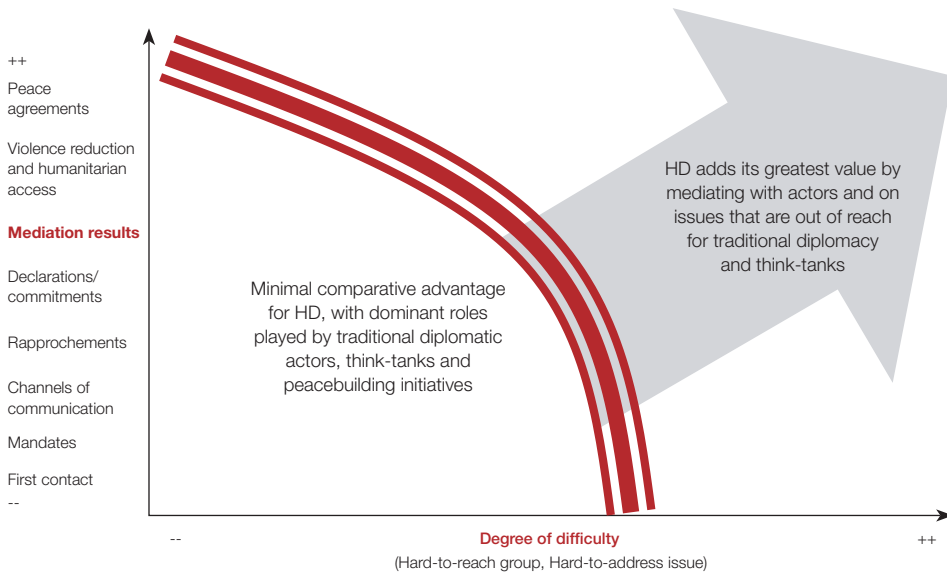 ++
Peace
agreements
Violence reduction
and humanitarian
access
Mediation results
Declarations/
commitments
Rapprochements
Channels of
communication
Mandates
First contact
--
Minimal comparative advantage
for HD, with dominant roles
played by traditional diplomatic
actors, think-tanks and
peacebuilding initiatives
HD adds its greatest value by
mediating with actors and on
issues that are out of reach
for traditional diplomacy
and think-tanks
--
Degree of difficulty
++
(Hard-to-reach group, Hard-to-address issue)